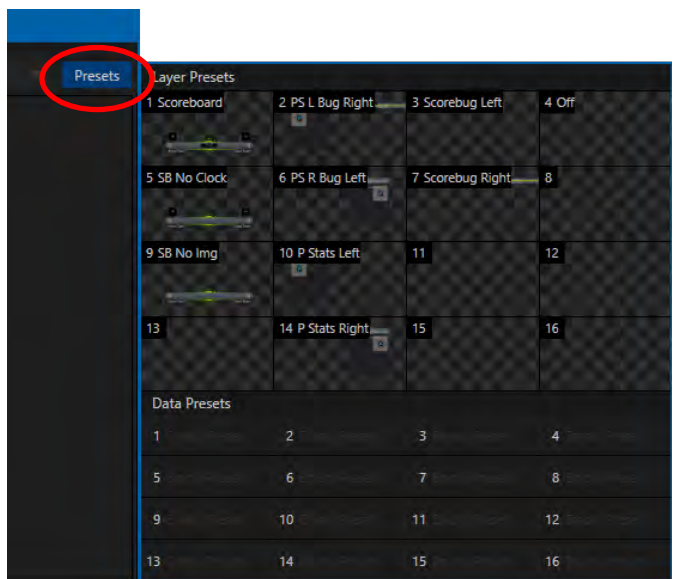 Presets
Layer Presets
1 Scoreboard 2 PS L Bug Right 3 Scorebug Left 4 Off
5 SB No Clock 6 PS R Bug Left 7 Scorebug Right 8
9 SB No Img 10 P Stats Left 11 12
13 14 P Stats Right 15 16
Data Presets
1 2 3 4
5 6 7 8
9 10 11 12
13 14 15 16